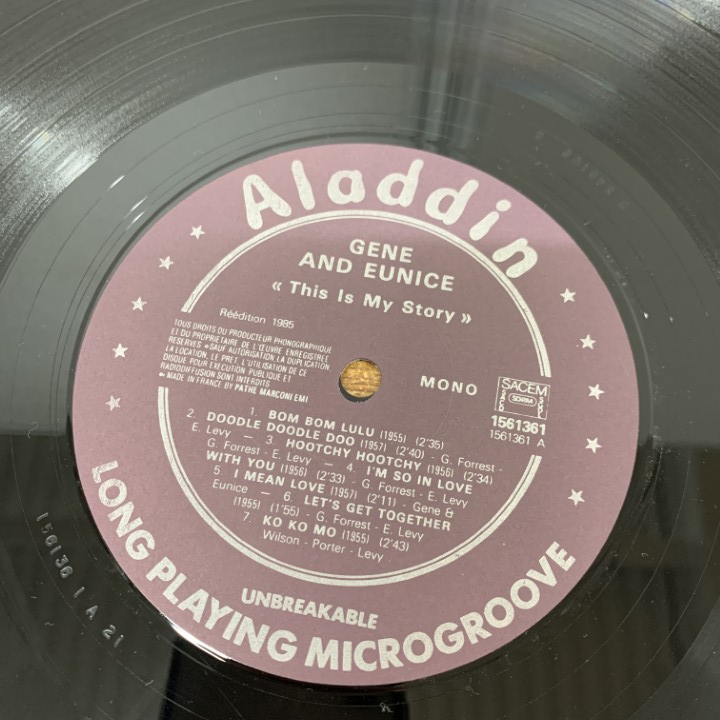 Aladdin
GENE
AND EUNICE
« This Is My Story »
Réédition 1985
TOUS DROITS DU PRODUCTEUR PHONOGRAPHIQUE
ET DU PROPRIETAIRE DE L'ŒUVRE ENREGISTREE
RESERVES • SAUF AUTORISATION, LA DUPLICATION,
LA LOCATION, LE PRET, L'UTILISATION DE CE
DISQUE POUR EXECUTION PUBLIQUE ET
RADIODIFFUSION SONT INTERDITS
• MADE IN FRANCE BY PATHE MARCONI EMI
MONO
SACEM
SDRM
1561361
1561361 A
1. BOM BOM LULU (1955) (2'35)
2. DOODLE DOODLE DOO (1957) (2'40) - G. Forrest -
E. Levy — 3. HOOTCHY HOOTCHY (1956) (2'34)
G. Forrest - E. Levy — 4. I'M SO IN LOVE
WITH YOU (1956) (2'33) - G. Forrest - E. Levy
5. I MEAN LOVE (1957) (2'11) - Gene &
Eunice — 6. LET'S GET TOGETHER
(1955) (1'55) - G. Forrest - E. Levy
7. KO KO MO (1955) (2'43)
Wilson - Porter - Levy
UNBREAKABLE
LONG PLAYING MICROGROOVE
156136 1 A 21